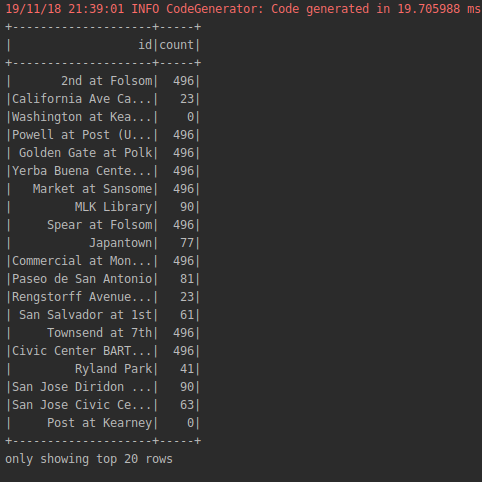 19/11/18 21:39:01 INFO CodeGenerator: Code generated in 19.705988 ms
+--------------------+-----+
|                  id|count|
+--------------------+-----+
|       2nd at Folsom|  496|
|California Ave Ca...|   23|
|Washington at Kea...|    0|
|Powell at Post (U...|  496|
| Golden Gate at Polk|  496|
|Yerba Buena Cente...|  496|
|   Market at Sansome|  496|
|         MLK Library|   90|
|     Spear at Folsom|  496|
|           Japantown|   77|
|Commercial at Mon...|  496|
|Paseo de San Antonio|   81|
|Rengstorff Avenue...|   23|
| San Salvador at 1st|   61|
|     Townsend at 7th|  496|
|Civic Center BART...|  496|
|         Ryland Park|   41|
|San Jose Diridon ...|   90|
|San Jose Civic Ce...|   63|
|     Post at Kearney|    0|
+--------------------+-----+
only showing top 20 rows